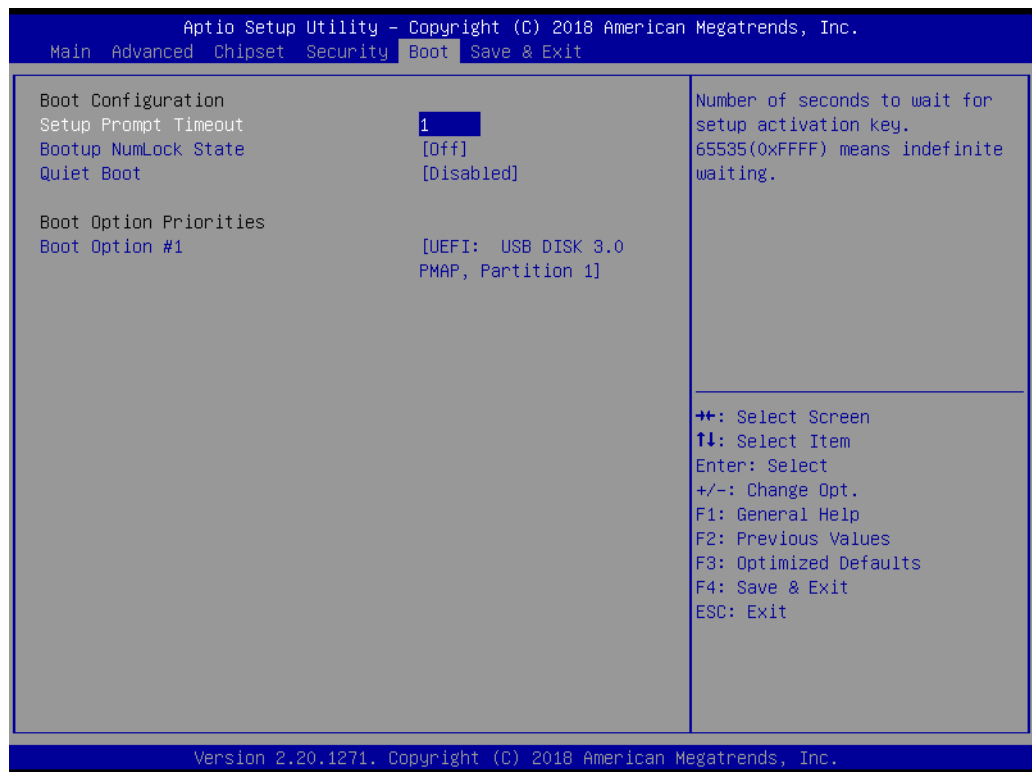 Aptio Setup Utility – Copyright (C) 2018 American Megatrends, Inc.
Main Advanced Chipset Security Boot Save & Exit
Boot Configuration
Setup Prompt Timeout 1
Bootup NumLock State [Off]
Quiet Boot [Disabled]
Boot Option Priorities
Boot Option #1 [UEFI: USB DISK 3.0
PMAP, Partition 1]
Number of seconds to wait for
setup activation key.
65535(0xFFFF) means indefinite
waiting.
→←: Select Screen
↑↓: Select Item
Enter: Select
+/-: Change Opt.
F1: General Help
F2: Previous Values
F3: Optimized Defaults
F4: Save & Exit
ESC: Exit
Version 2.20.1271. Copyright (C) 2018 American Megatrends, Inc.